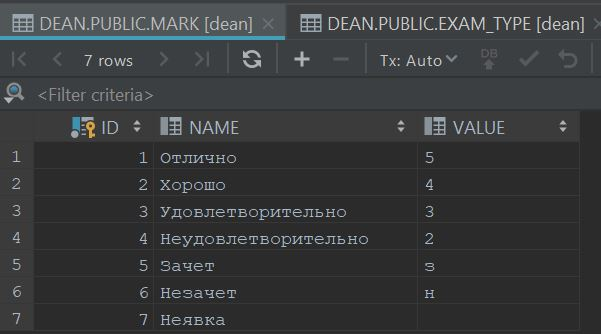 DEAN.PUBLIC.MARK [dean] DEAN.PUBLIC.EXAM_TYPE [dean]
7 rows Tx: Auto DB
<Filter criteria>
ID NAME VALUE
1 1 Отлично 5
2 2 Хорошо 4
3 3 Удовлетворительно 3
4 4 Неудовлетворительно 2
5 5 Зачет з
6 6 Незачет н
7 7 Неявка